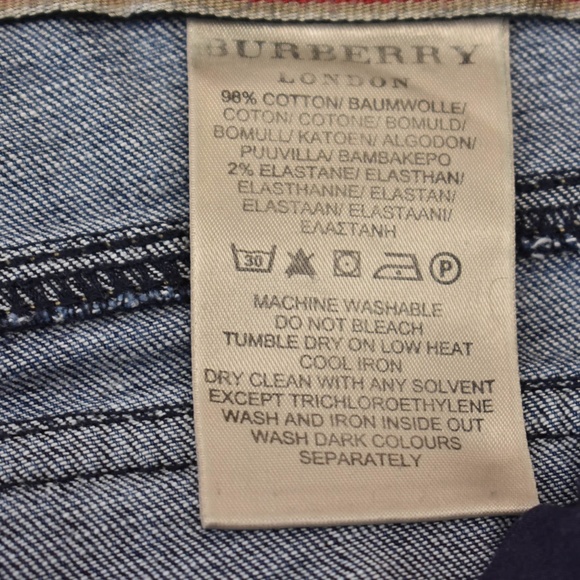 BURBERRY
LONDON
98% COTTON/ BAUMWOLLE/
COTON/ COTONE/ BOMULD/
BOMULL/ KATOEN/ ALGODON/
PUUVILLA/ BAMBAKEPO
2% ELASTANE/ ELASTHAN/
ELASTHANNE/ ELASTAN/
ELASTAAN/ ELASTAANI/
ΕΛΑΣΤΑΝΗ
30 P
MACHINE WASHABLE
DO NOT BLEACH
TUMBLE DRY ON LOW HEAT
COOL IRON
DRY CLEAN WITH ANY SOLVENT
EXCEPT TRICHLOROETHYLENE
WASH AND IRON INSIDE OUT
WASH DARK COLOURS
SEPARATELY